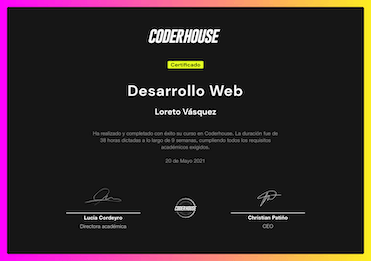 CODERHOUSE
Certificado
Desarrollo Web
Loreto Vásquez
Ha realizado y completado con éxito su curso en Coderhouse. La duración fue de
38 horas dictadas a lo largo de 9 semanas, cumpliendo todos los requisitos
académicos exigidos.
20 de Mayo 2021
CODERHOUSE
Lucía Cordeyro
Christian Patiño
Directora académica
CEO